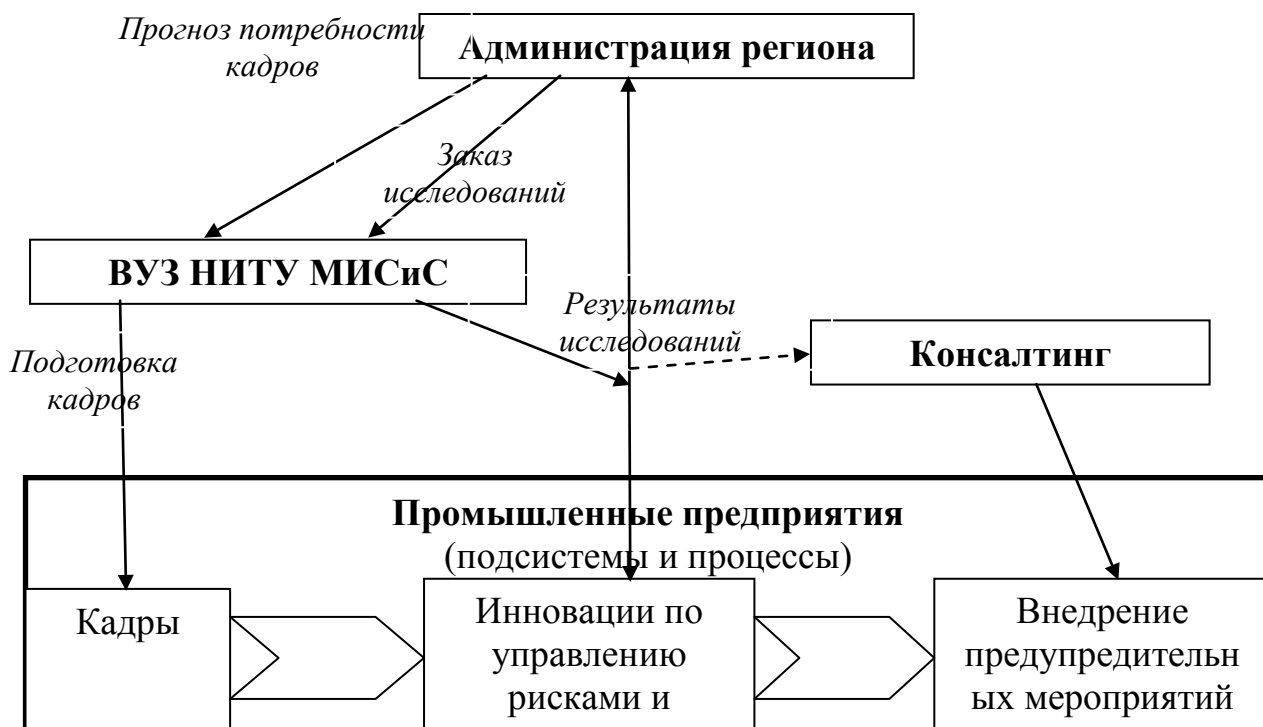 Прогноз потребности
кадров
Администрация региона
Заказ
исследований
ВУЗ НИТУ МИСиС
Результаты
исследований
Консалтинг
Подготовка
кадров
Промышленные предприятия
(подсистемы и процессы)
Кадры
Инновации по
управлению
рисками и
Внедрение
предупредительн
ых мероприятий